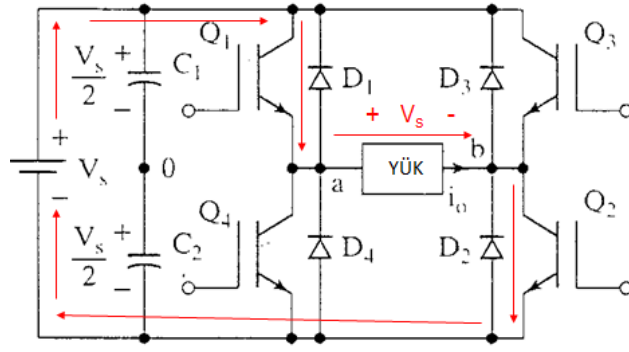 Q1
Q3
Vs
2
+
−
C1
D1
D3
+ Vs -
+
Vs
−
0
a
YÜK
b
io
Q4
Q2
Vs
2
+
−
C2
D4
D2